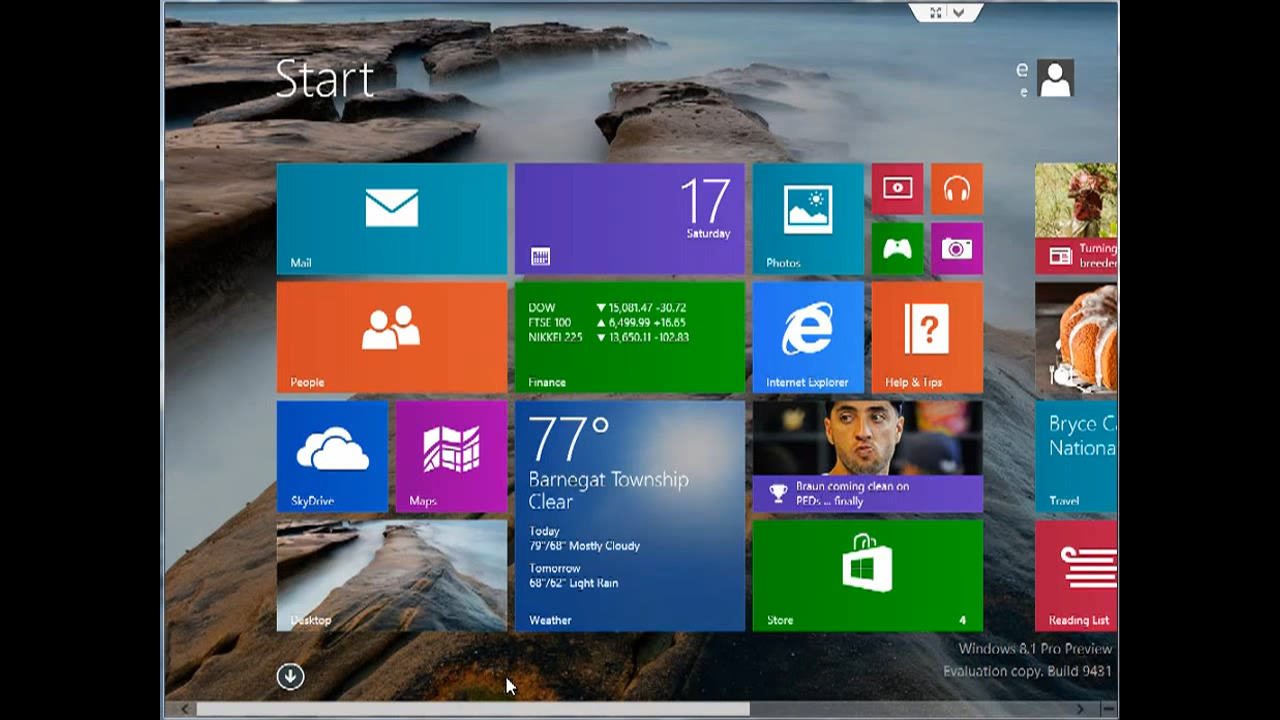 Start
e
e
Mail
17
Saturday
Photos
Turning
breeder
People
DOW ▼ 15,081.47 -30.72
FTSE 100 ▲ 6,499.99 +16.65
NIKKEI 225 ▼ 13,650.11 -102.83
Finance
Internet Explorer
Help & Tips
SkyDrive
Maps
77°
Barnegat Township
Clear
Today
79°/68° Mostly Cloudy
Tomorrow
68°/62° Light Rain
Weather
Braun coming clean on
PEDs ... finally
Bryce C
National
Travel
Desktop
Store 4
Reading List
Windows 8.1 Pro Preview
Evaluation copy. Build 9431